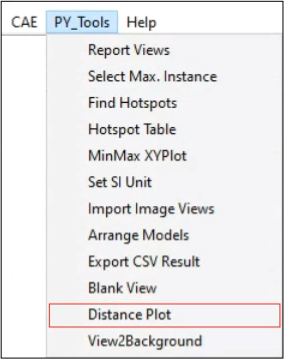 CAE PY_Tools Help
Report Views
Select Max. Instance
Find Hotspots
Hotspot Table
MinMax XYPlot
Set SI Unit
Import Image Views
Arrange Models
Export CSV Result
Blank View
Distance Plot
View2Background